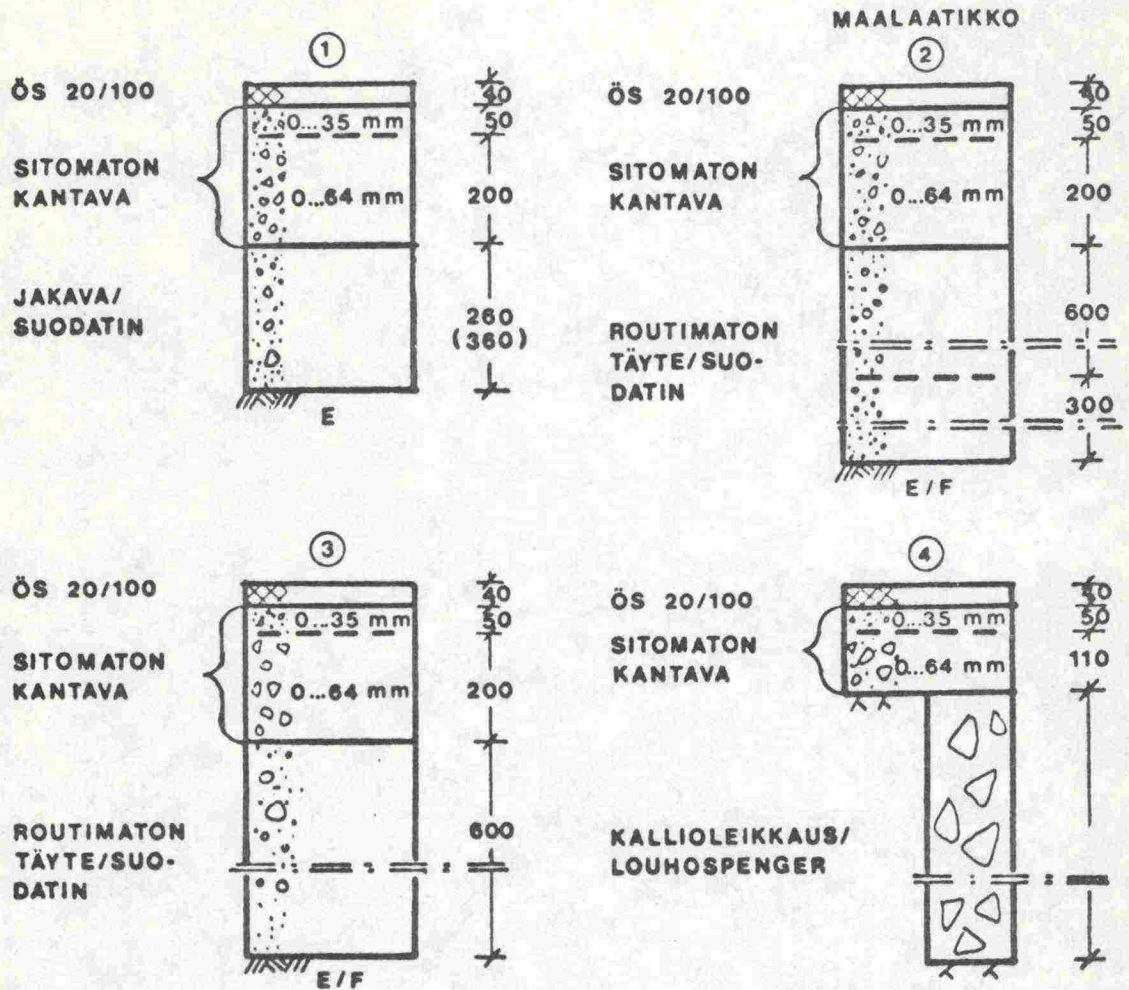 ①
ÖS 20/100
SITOMATON
KANTAVA
JAKAVA/
SUODATIN
0...35 mm
0...64 mm
40
50
200
260
(360)
E
MAALAATIKKO
②
ÖS 20/100
SITOMATON
KANTAVA
ROUTIMATON
TÄYTE/SUO-
DATIN
0...35 mm
0...64 mm
40
50
200
600
300
E/F
③
ÖS 20/100
SITOMATON
KANTAVA
ROUTIMATON
TÄYTE/SUO-
DATIN
0...35 mm
0...64 mm
40
50
200
600
E/F
④
ÖS 20/100
SITOMATON
KANTAVA
KALLIOLEIKKAUS/
LOUHOSPENGER
0...35 mm
0...64 mm
40
50
110